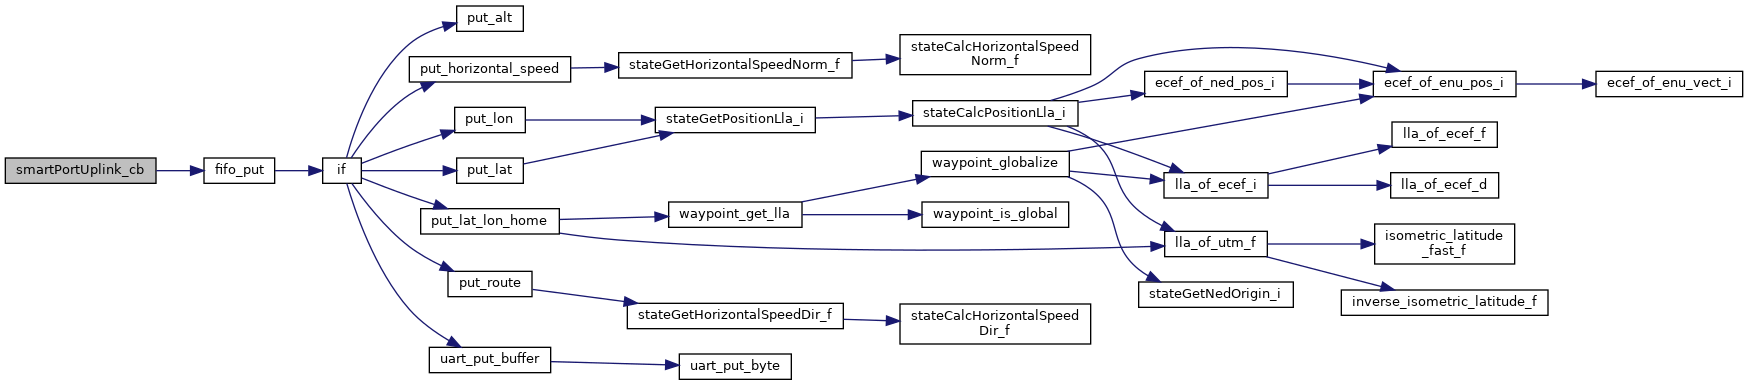 smartPortUplink_cb
fifo_put
if
put_alt
put_horizontal_speed
put_lon
put_lat
put_lat_lon_home
put_route
uart_put_buffer
stateGetHorizontalSpeedNorm_f
stateGetPositionLla_i
waypoint_get_lla
stateGetHorizontalSpeedDir_f
uart_put_byte
stateCalcHorizontalSpeed
Norm_f
stateCalcPositionLla_i
waypoint_globalize
waypoint_is_global
stateCalcHorizontalSpeed
Dir_f
ecef_of_ned_pos_i
lla_of_ecef_i
lla_of_utm_f
stateGetNedOrigin_i
ecef_of_enu_pos_i
lla_of_ecef_f
lla_of_ecef_d
isometric_latitude
_fast_f
inverse_isometric_latitude_f
ecef_of_enu_vect_i